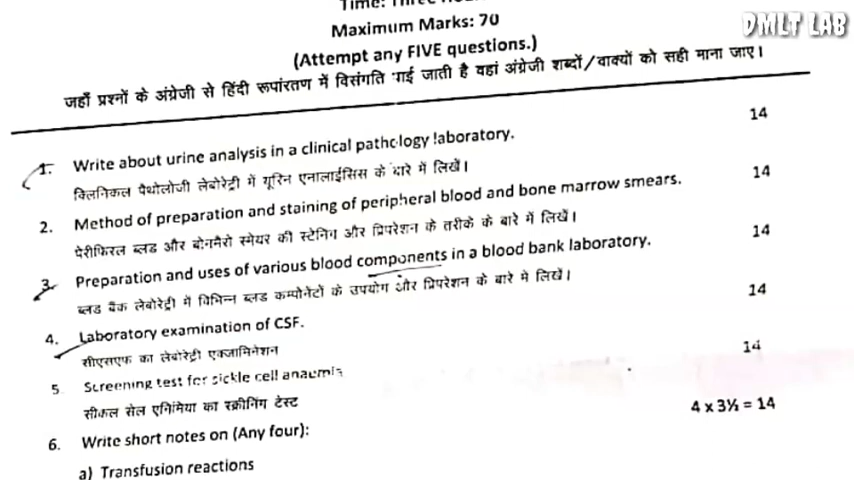 Time: Three
Maximum Marks: 70
(Attempt any FIVE questions.)
जहाँ प्रश्नों के अंग्रेजी से हिंदी रूपांतरण में विसंगति पाई जाती है वहां अंग्रेजी शब्दों/वाक्यों को सही माना जाए।
DMLT LAB
1. Write about urine analysis in a clinical pathology laboratory. 14
क्लिनिकल पैथोलोजी लेबोरेट्री में यूरिन एनालाईसिस के बारे में लिखें।
2. Method of preparation and staining of peripheral blood and bone marrow smears. 14
पेरीफिरल ब्लड और बोनमैरो स्मेयर की स्टेनिंग और प्रिपरेशन के तरीके के बारे में लिखें।
3. Preparation and uses of various blood components in a blood bank laboratory. 14
ब्लड बैंक लेबोरेट्री में विभिन्न ब्लड कम्पोनेंटों के उपयोग और प्रिपरेशन के बारे मे लिखें।
4. Laboratory examination of CSF. 14
सीएसएफ का लेबोरेट्री एक्जामिनेशन
5. Screening test for sickle cell anaemia 14
सीकल सेल एनिमिया का स्क्रीनिंग टेस्ट
6. Write short notes on (Any four): 4 x 3½ = 14
a) Transfusion reactions